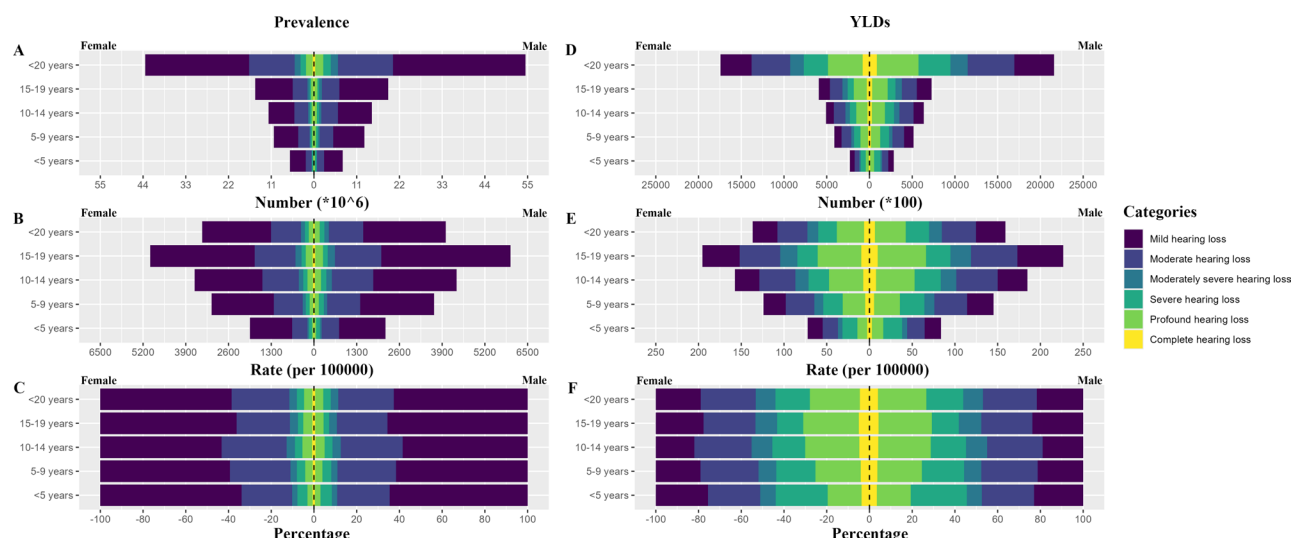 Prevalence
YLDs
A
Female
Male
<20 years
15-19 years
10-14 years
5-9 years
<5 years
55 44 33 22 11 0 11 22 33 44 55
Number (*10^6)
D
Female
Male
<20 years
15-19 years
10-14 years
5-9 years
<5 years
25000 20000 15000 10000 5000 0 5000 10000 15000 20000 25000
Number (*100)
B
Female
Male
<20 years
15-19 years
10-14 years
5-9 years
<5 years
6500 5200 3900 2600 1300 0 1300 2600 3900 5200 6500
Rate (per 100000)
E
Female
Male
<20 years
15-19 years
10-14 years
5-9 years
<5 years
250 200 150 100 50 0 50 100 150 200 250
Rate (per 100000)
C
Female
Male
<20 years
15-19 years
10-14 years
5-9 years
<5 years
-100 -80 -60 -40 -20 0 20 40 60 80 100
Percentage
F
Female
Male
<20 years
15-19 years
10-14 years
5-9 years
<5 years
-100 -80 -60 -40 -20 0 20 40 60 80 100
Percentage
Categories
Mild hearing loss
Moderate hearing loss
Moderately severe hearing loss
Severe hearing loss
Profound hearing loss
Complete hearing loss